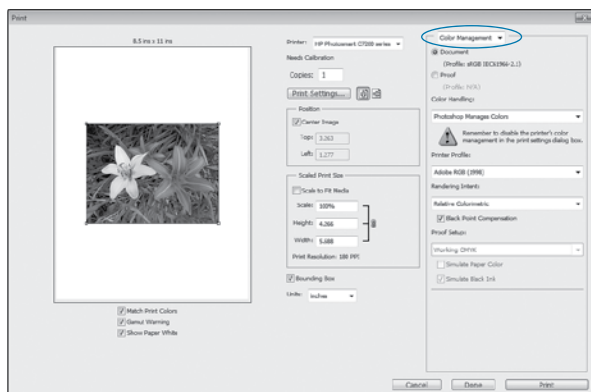 Print
8.5 ins x 11 ins
Match Print Colors
Gamut Warning
Show Paper White
Printer: HP Photosmart C7200 series
Needs Calibration
Copies: 1
Print Settings...
Position
Center Image
Top: 3.363
Left: 1.277
Scaled Print Size
Scale to Fit Media
Scale: 100%
Height: 4.266
Width: 5.688
Print Resolution: 180 PPI
Bounding Box
Units: inches
Color Management
Document
(Profile: sRGB IEC61966-2.1)
Proof
(Profile: N/A)
Color Handling:
Photoshop Manages Colors
Remember to disable the printer's color
management in the print settings dialog box.
Printer Profile:
Adobe RGB (1998)
Rendering Intent:
Relative Colorimetric
Black Point Compensation
Proof Setup:
Working CMYK
Simulate Paper Color
Simulate Black Ink
Cancel
Done
Print